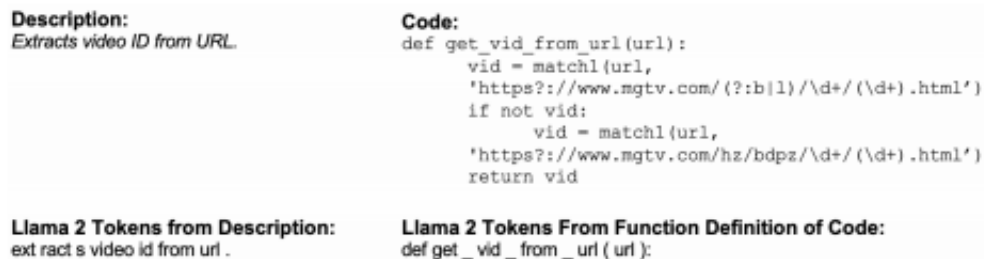 Description:
Extracts video ID from URL.
Code:
def get_vid_from_url(url):
vid = match1(url,
'https?://www.mgtv.com/(?:b|l)/\d+/(\d+).html')
if not vid:
vid = match1(url,
'https?://www.mgtv.com/hz/bdpz/\d+/(\d+).html')
return vid
Llama 2 Tokens from Description:
ext ract s video id from url .
Llama 2 Tokens From Function Definition of Code:
def get _ vid _ from _ url ( url ):